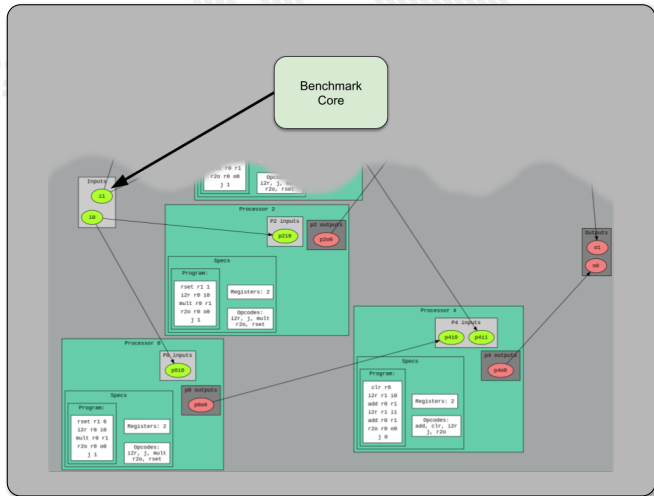 Benchmark
Core
Inputs
i1
i0
r0 r1
r2o r0 o0
j 1
i2r, j,
r2o, rset
Processor 2
P2 inputs
p2i0
p2 outputs
p2o0
Specs
Program:
rset r1 1
i2r r0 i0
mult r0 r1
r2o r0 o0
j 1
Registers: 2
Opcodes:
i2r, j, mult
r2o, rset
Outputs
o1
o0
Processor 0
P0 inputs
p0i0
p0 outputs
p0o0
Specs
Program:
rset r1 6
i2r r0 i0
mult r0 r1
r2o r0 o0
j 1
Registers: 2
Opcodes:
i2r, j, mult
r2o, rset
Processor 4
P4 inputs
p4i0
p4i1
p4 outputs
p4o0
Specs
Program:
clr r0
i2r r1 i0
add r0 r1
i2r r1 i1
add r0 r1
r2o r0 o0
j 0
Registers: 2
Opcodes:
add, clr, i2r
j, r2o